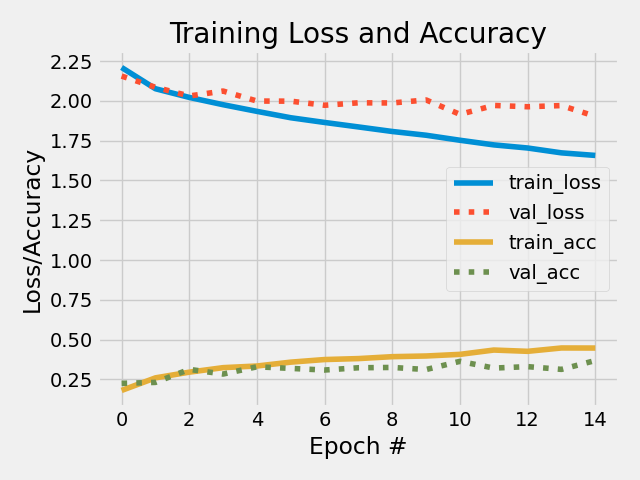 Training Loss and Accuracy
Loss/Accuracy
2.25
2.00
1.75
1.50
1.25
1.00
0.75
0.50
0.25
train_loss
val_loss
train_acc
val_acc
0 2 4 6 8 10 12 14
Epoch #